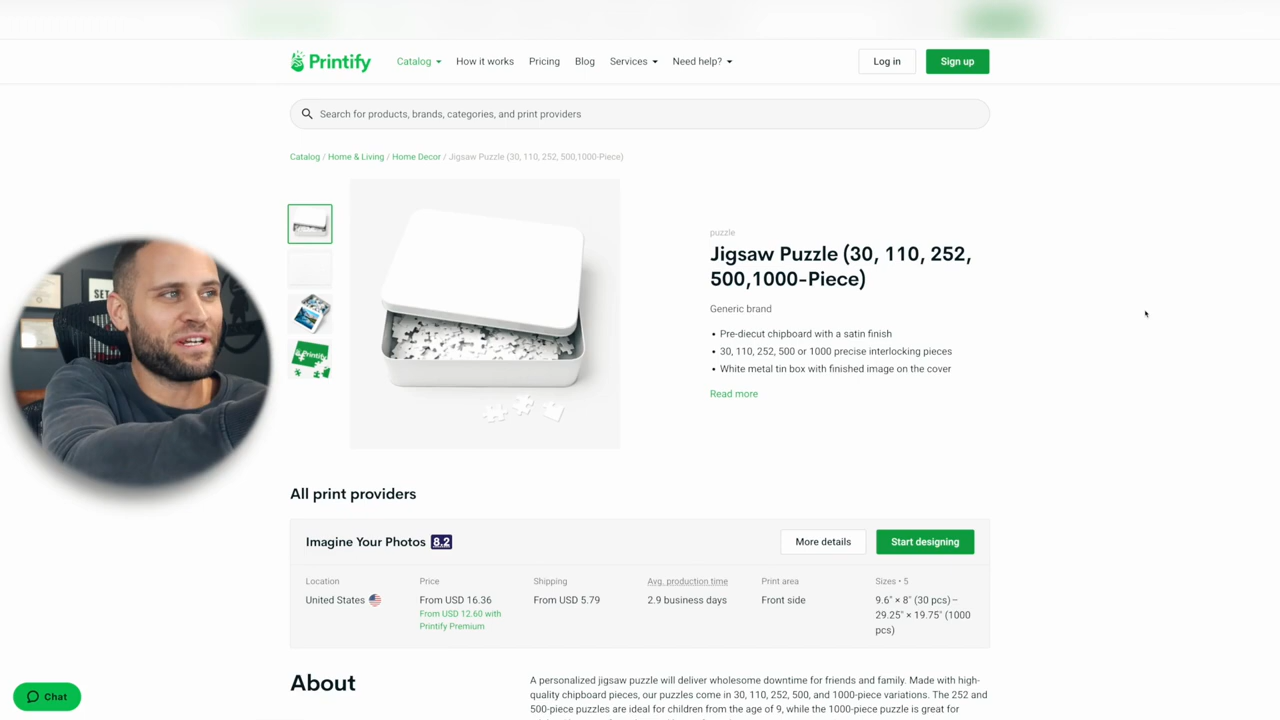 Printify
Catalog
How it works
Pricing
Blog
Services
Need help?
Log in
Sign up
Search for products, brands, categories, and print providers
Catalog / Home & Living / Home Decor / Jigsaw Puzzle (30, 110, 252, 500,1000-Piece)
puzzle
Jigsaw Puzzle (30, 110, 252,
500,1000-Piece)
Generic brand
• Pre-diecut chipboard with a satin finish
• 30, 110, 252, 500 or 1000 precise interlocking pieces
• White metal tin box with finished image on the cover
Read more
Printify
SET
All print providers
Imagine Your Photos 8.2
More details
Start designing
Location
United States
Price
From USD 16.36
From USD 12.60 with
Printify Premium
Shipping
From USD 5.79
Avg. production time
2.9 business days
Print area
Front side
Sizes • 5
9.6" × 8" (30 pcs) –
29.25" × 19.75" (1000
pcs)
About
A personalized jigsaw puzzle will deliver wholesome downtime for friends and family. Made with high-
quality chipboard pieces, our puzzles come in 30, 110, 252, 500, and 1000-piece variations. The 252 and
500-piece puzzles are ideal for children from the age of 9, while the 1000-piece puzzle is great for
Chat